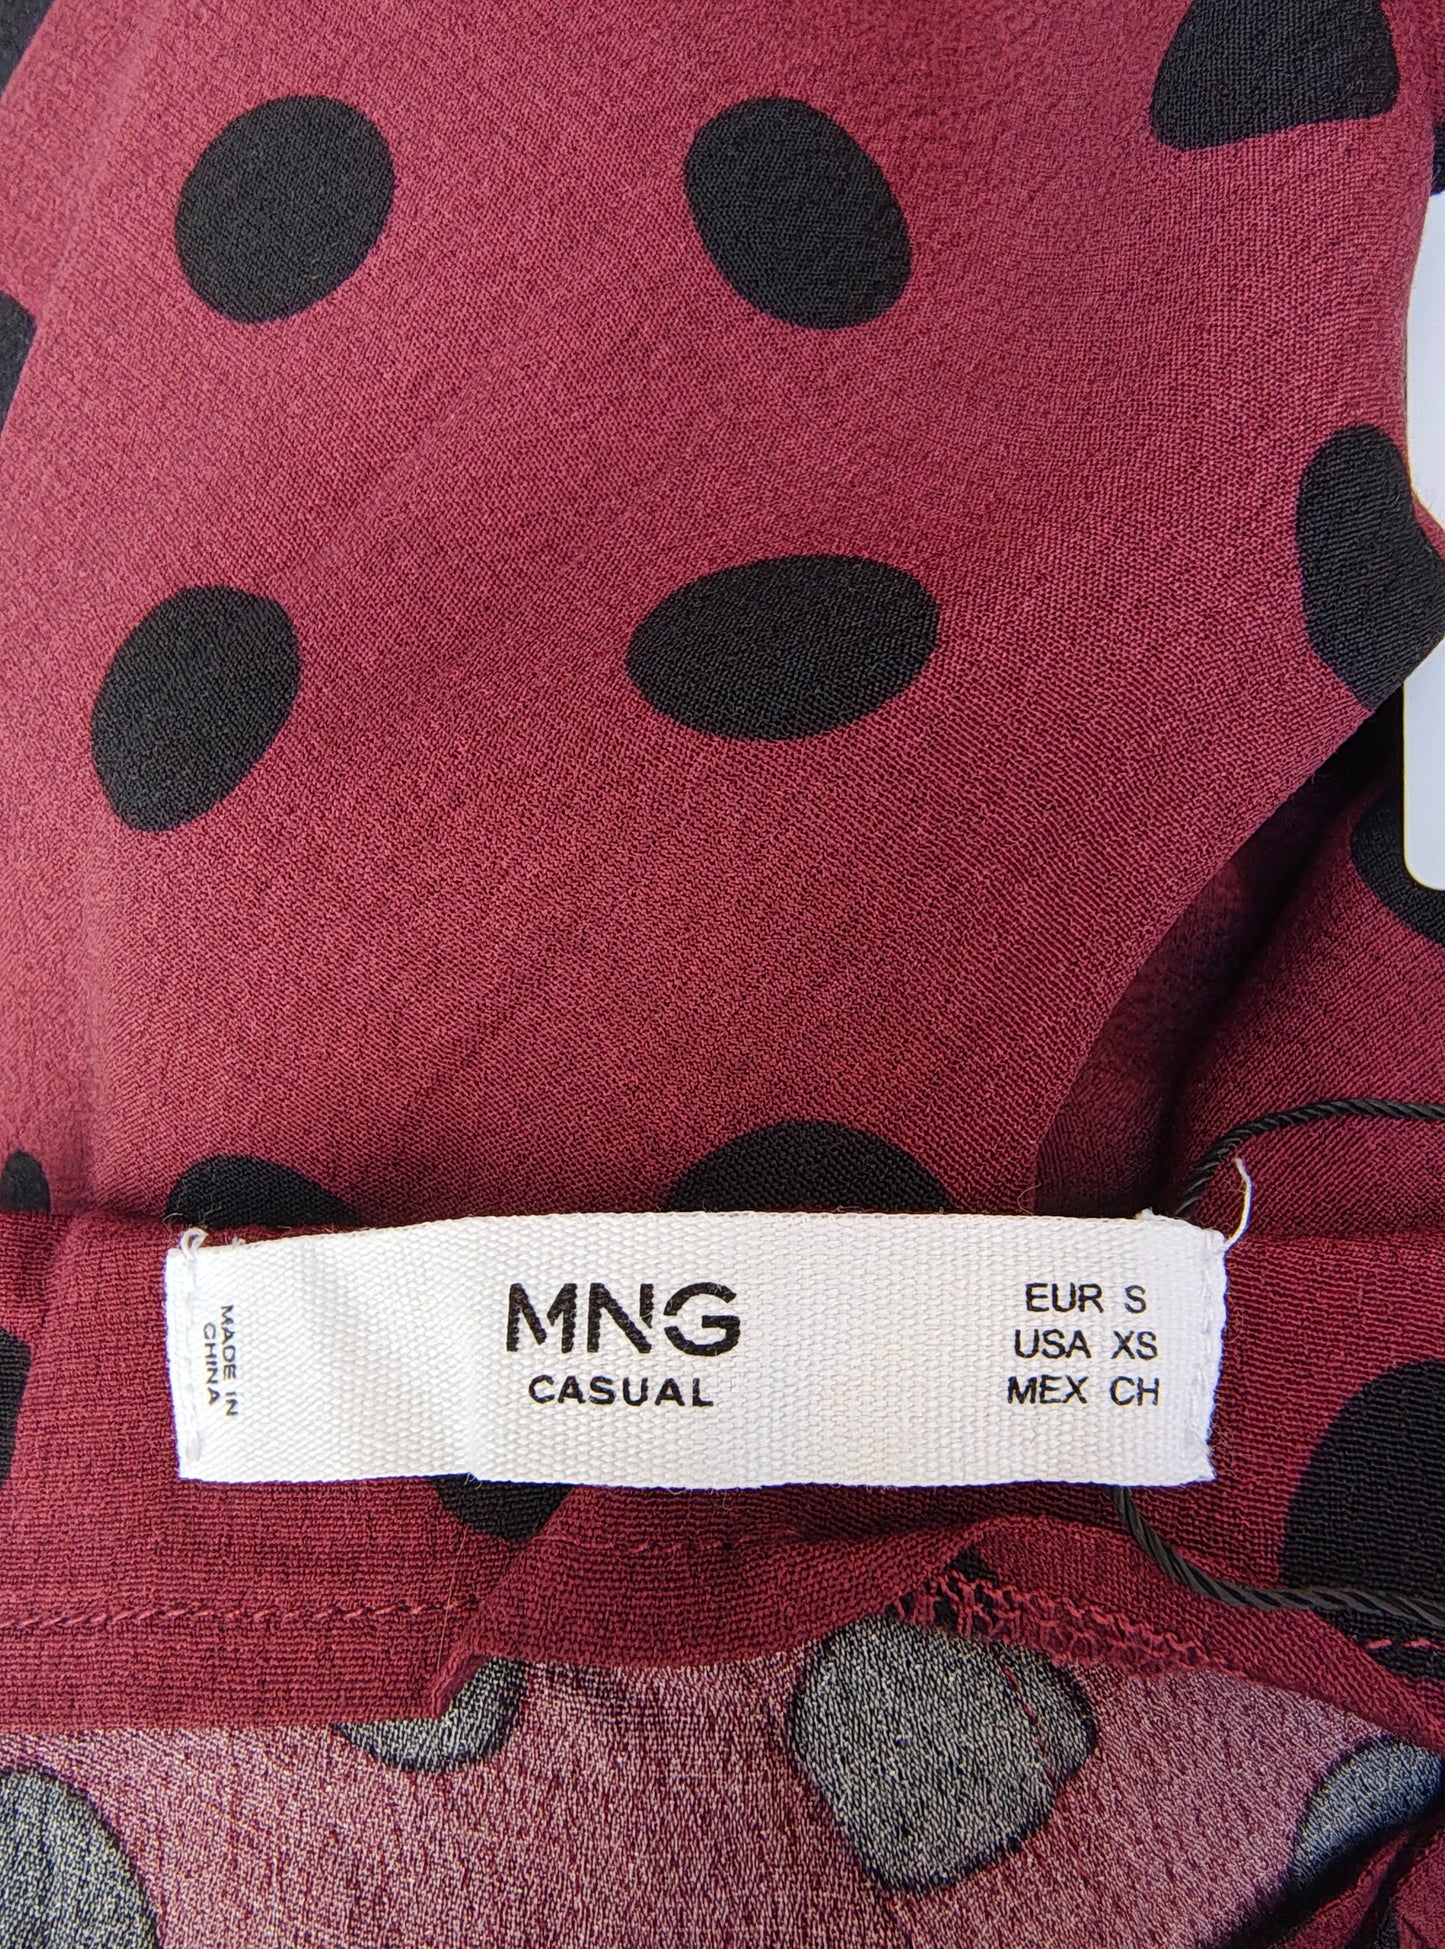 MADE IN
CHINA
MNG
CASUAL
EUR S
USA XS
MEX CH